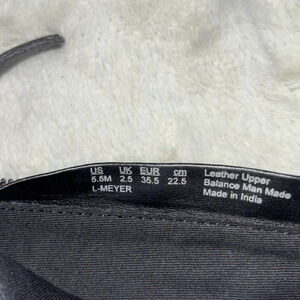 US UK EUR cm
5.5M 2.5 35.5 22.5
L-MEYER
Leather Upper
Balance Man Made
Made in India